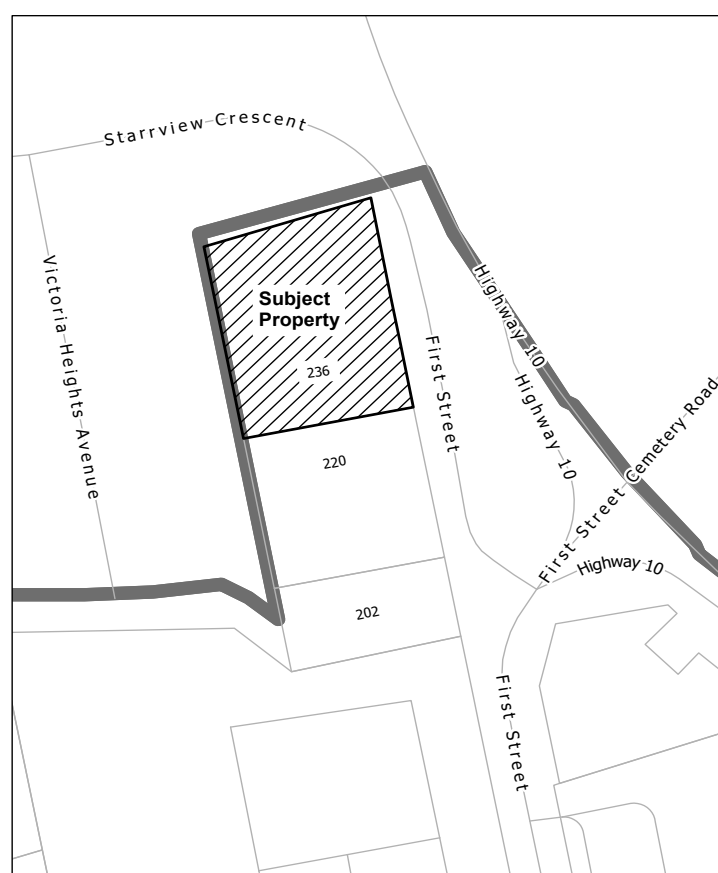 Starrview Crescent
Victoria Heights Avenue
Subject
Property
236
Highway 10
First Street
Highway 10
First Street Cemetery Road
220
Highway 10
202
First Street